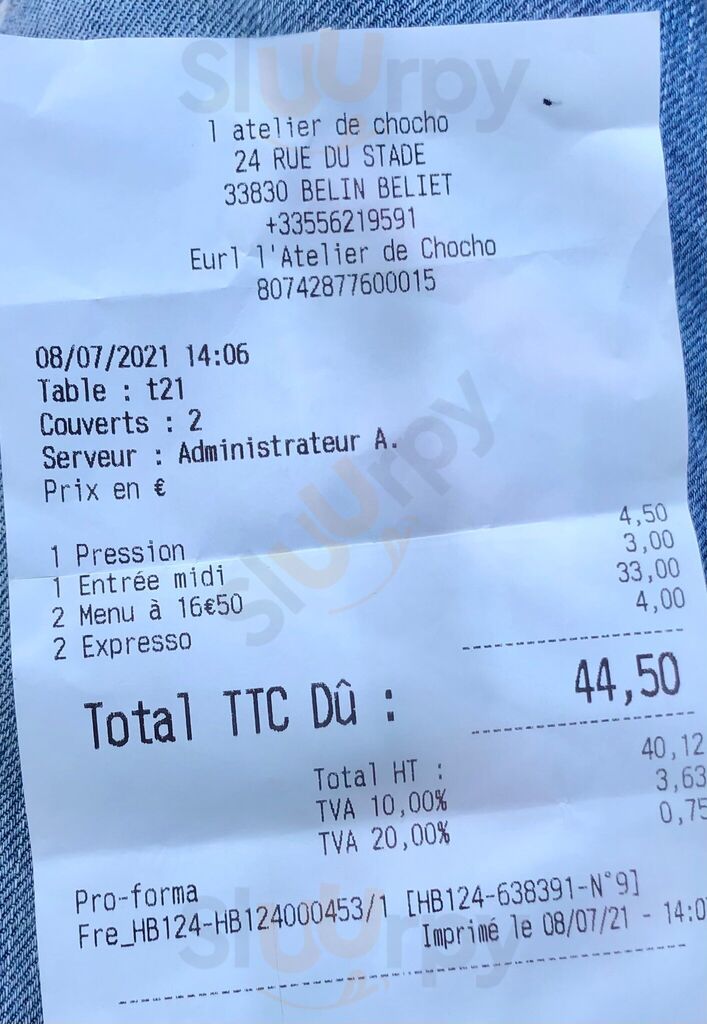 Sluurpy
l atelier de chocho
24 RUE DU STADE
33830 BELIN BELIET
+33556219591
Eurl l'Atelier de Chocho
80742877600015
08/07/2021 14:06
Table : t21
Couverts : 2
Serveur : Administrateur A.
Prix en €
Sluurpy
1 Pression 4,50
1 Entrée midi 3,00
2 Menu à 16€50 33,00
2 Expresso 4,00
Total TTC Dû : 44,50
Total HT : 40,12
TVA 10,00% 3,63
TVA 20,00% 0,75
Pro-forma
Fre_HB124-HB124000453/1 [HB124-638391-N°9]
Imprimé le 08/07/21 - 14:0
Sluurpy